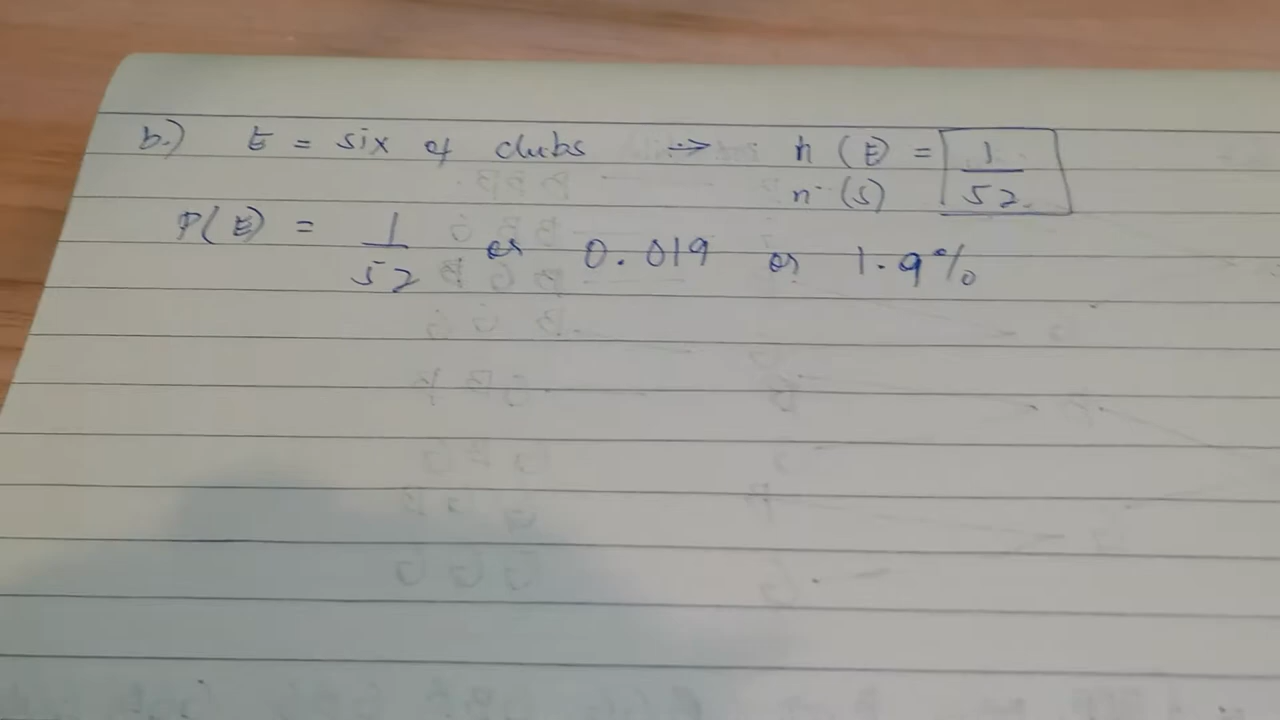 b.) E = six of clubs → n (E) = 1
n (S) 52
P(E) = 1 or 0.019 or 1.9%
52